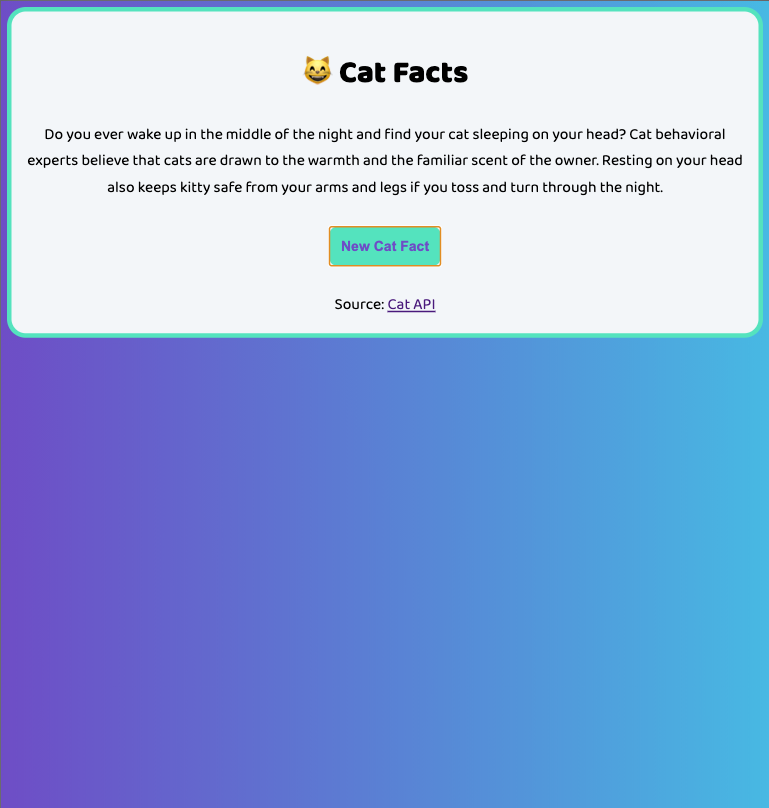 😸 Cat Facts
Do you ever wake up in the middle of the night and find your cat sleeping on your head? Cat behavioral
experts believe that cats are drawn to the warmth and the familiar scent of the owner. Resting on your head
also keeps kitty safe from your arms and legs if you toss and turn through the night.
New Cat Fact
Source: Cat API